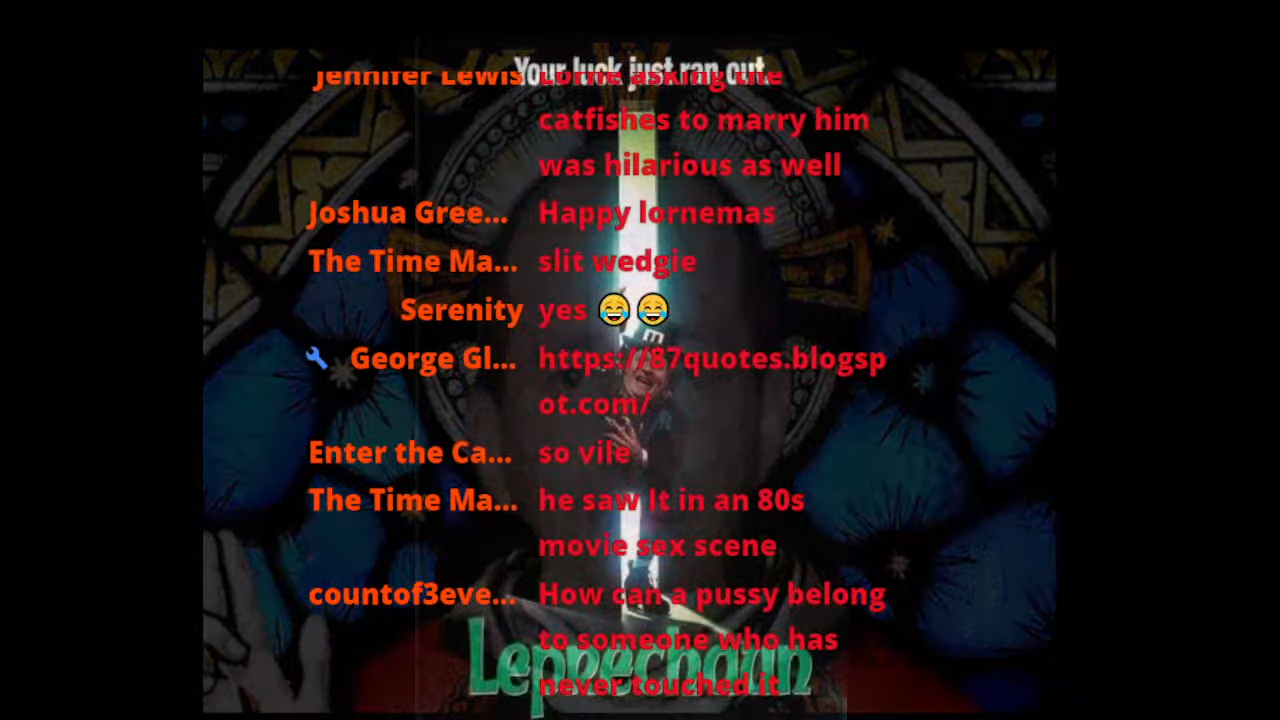 Your luck just ran out.
Jennifer Lewis Lorne asking the
catfishes to marry him
was hilarious as well
Joshua Gree... Happy lornemas
The Time Ma... slit wedgie
Serenity yes 😂😂
George Gl... https://87quotes.blogsp
ot.com/
Enter the Ca... so vile
The Time Ma... he saw It in an 80s
movie sex scene
countof3eve... How can a pussy belong
to someone who has
never touched it
Leprechaun